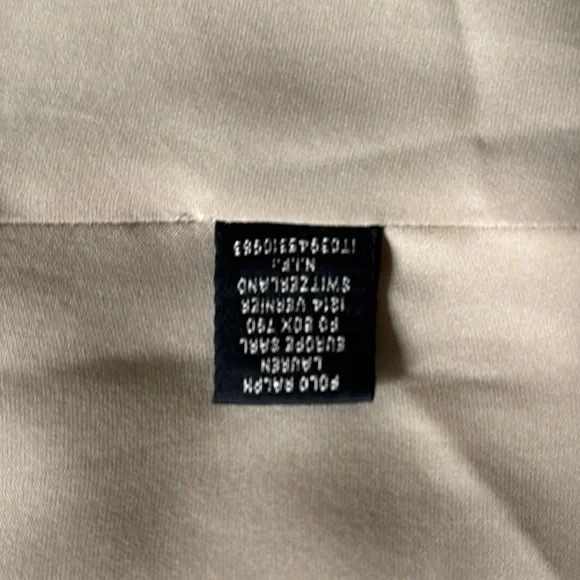 POLO RALPH
LAUREN
EUROPE SARL
PO BOX 790
1214 VERNIER
SWITZERLAND
N.I.F.:
IT03945310983